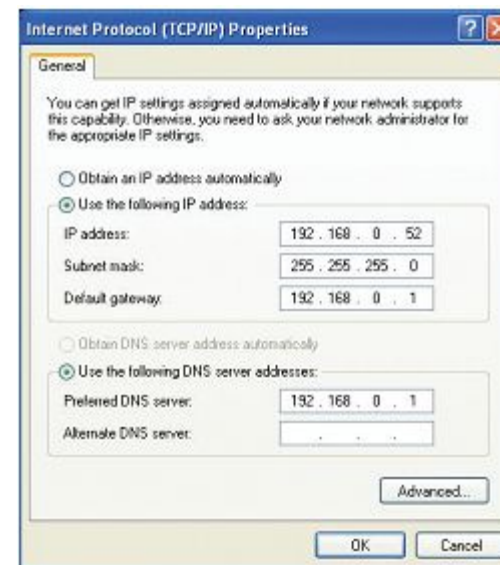 Internet Protocol (TCP/IP) Properties
General
You can get IP settings assigned automatically if your network supports
this capability. Otherwise, you need to ask your network administrator for
the appropriate IP settings.
Obtain an IP address automatically
Use the following IP address:
IP address: 192 . 168 . 0 . 52
Subnet mask: 255 . 255 . 255 . 0
Default gateway: 192 . 168 . 0 . 1
Obtain DNS server address automatically
Use the following DNS server addresses:
Preferred DNS server: 192 . 168 . 0 . 1
Alternate DNS server: . . .
Advanced...
OK Cancel